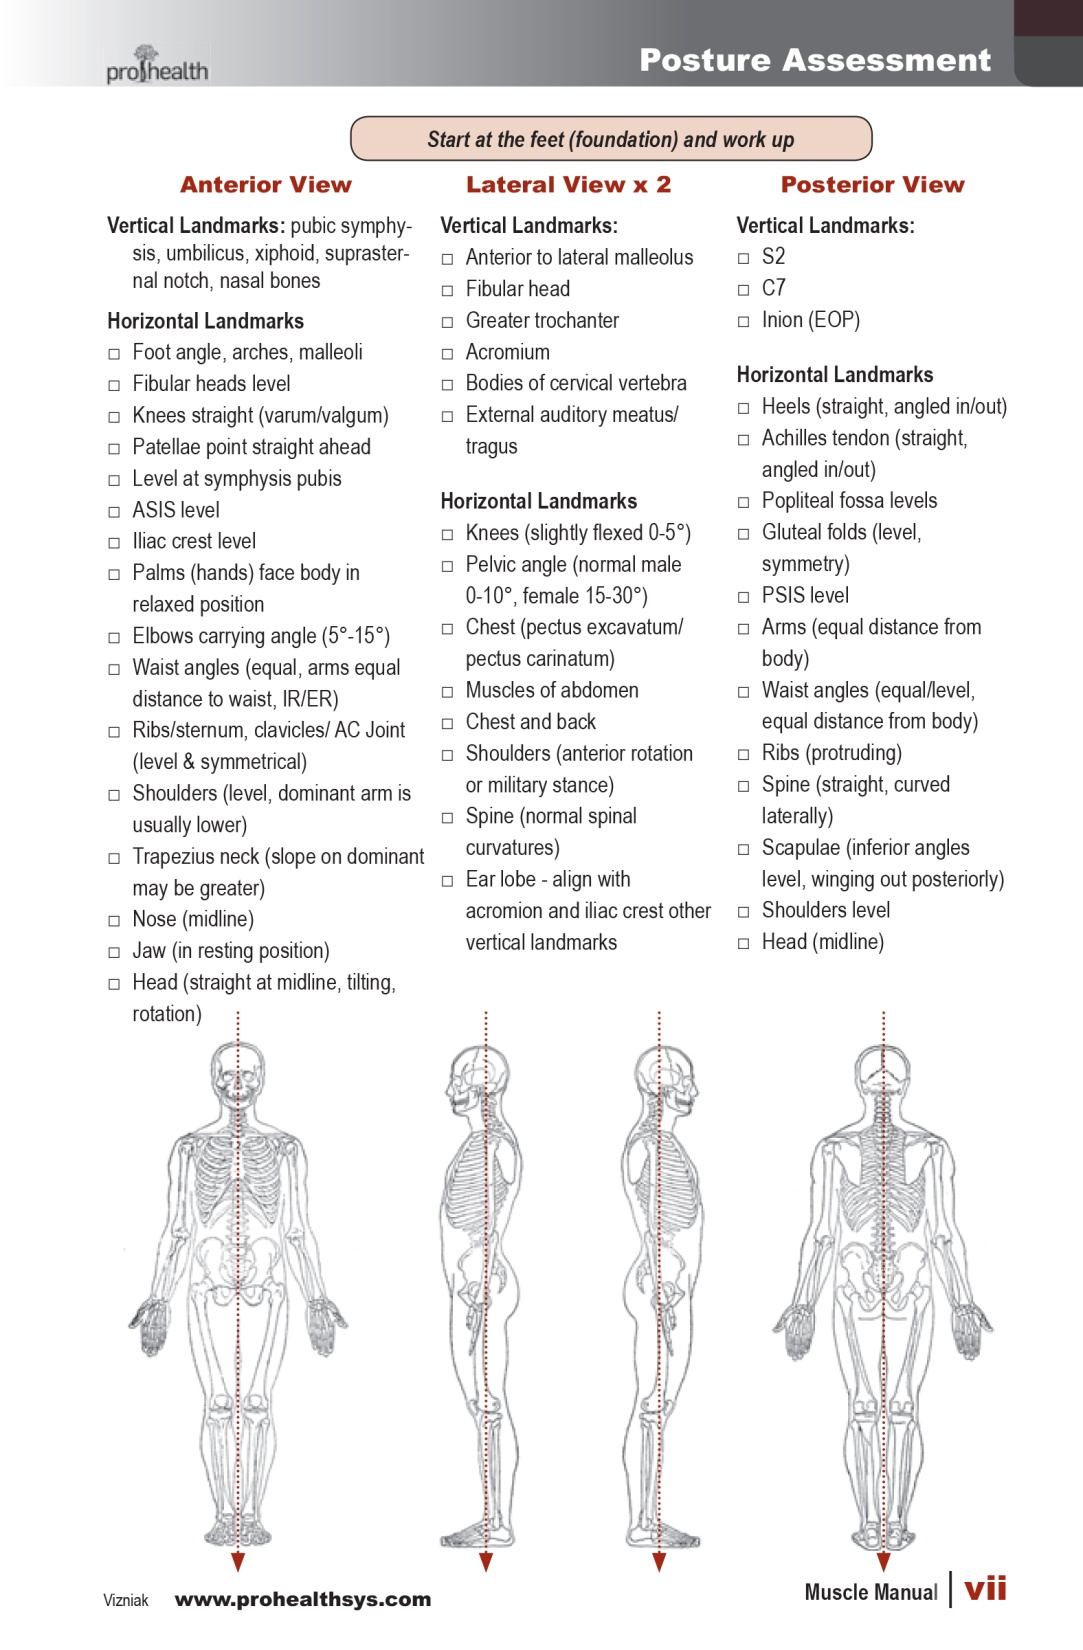 prohealth
Posture Assessment
Start at the feet (foundation) and work up
Anterior View
Vertical Landmarks: pubic symphy-
sis, umbilicus, xiphoid, supraster-
nal notch, nasal bones
Horizontal Landmarks
□ Foot angle, arches, malleoli
□ Fibular heads level
□ Knees straight (varum/valgum)
□ Patellae point straight ahead
□ Level at symphysis pubis
□ ASIS level
□ Iliac crest level
□ Palms (hands) face body in
relaxed position
□ Elbows carrying angle (5°-15°)
□ Waist angles (equal, arms equal
distance to waist, IR/ER)
□ Ribs/sternum, clavicles/ AC Joint
(level & symmetrical)
□ Shoulders (level, dominant arm is
usually lower)
□ Trapezius neck (slope on dominant
may be greater)
□ Nose (midline)
□ Jaw (in resting position)
□ Head (straight at midline, tilting,
rotation)
Lateral View x 2
Vertical Landmarks:
□ Anterior to lateral malleolus
□ Fibular head
□ Greater trochanter
□ Acromium
□ Bodies of cervical vertebra
□ External auditory meatus/
tragus
Horizontal Landmarks
□ Knees (slightly flexed 0-5°)
□ Pelvic angle (normal male
0-10°, female 15-30°)
□ Chest (pectus excavatum/
pectus carinatum)
□ Muscles of abdomen
□ Chest and back
□ Shoulders (anterior rotation
or military stance)
□ Spine (normal spinal
curvatures)
□ Ear lobe - align with
acromion and iliac crest other
vertical landmarks
Posterior View
Vertical Landmarks:
□ S2
□ C7
□ Inion (EOP)
Horizontal Landmarks
□ Heels (straight, angled in/out)
□ Achilles tendon (straight,
angled in/out)
□ Popliteal fossa levels
□ Gluteal folds (level,
symmetry)
□ PSIS level
□ Arms (equal distance from
body)
□ Waist angles (equal/level,
equal distance from body)
□ Ribs (protruding)
□ Spine (straight, curved
laterally)
□ Scapulae (inferior angles
level, winging out posteriorly)
□ Shoulders level
□ Head (midline)
Vizniak www.prohealthsys.com
Muscle Manual | vii